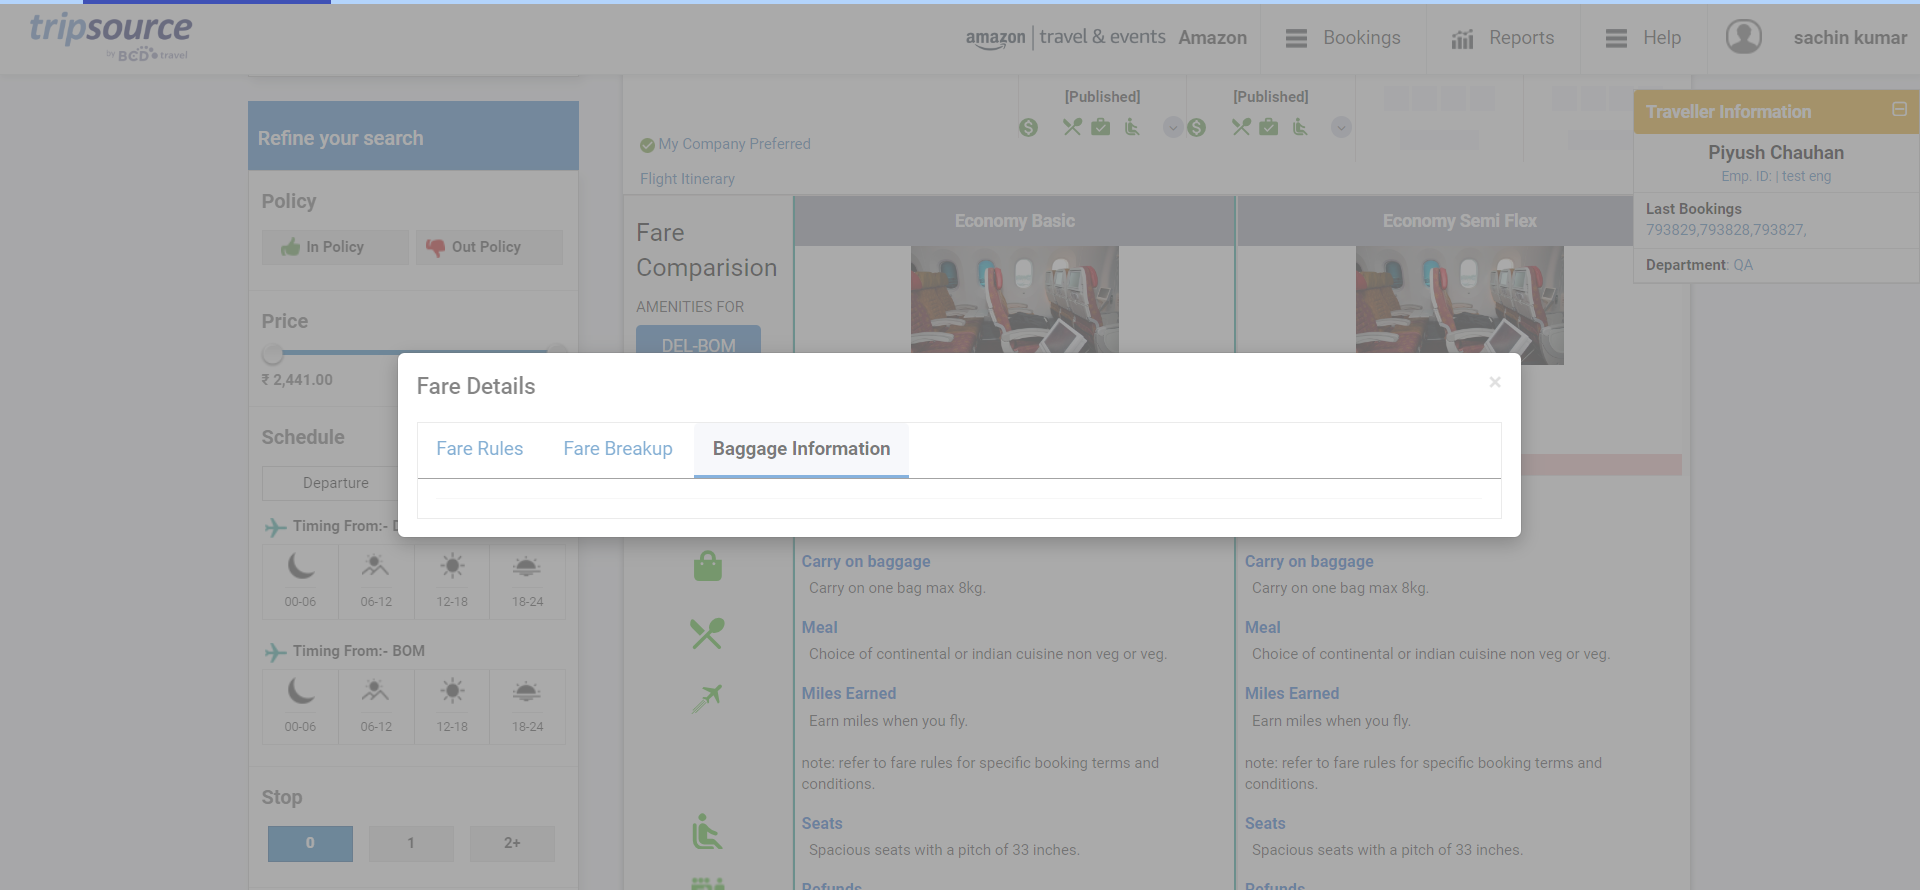 tripsource
by BCD travel
amazon | travel & events Amazon
Bookings
Reports
Help
sachin kumar
Refine your search
Policy
In Policy
Out Policy
Price
₹ 2,441.00
Schedule
Departure
Timing From:-
00-06
06-12
12-18
18-24
Timing From:- BOM
00-06
06-12
12-18
18-24
Stop
0
1
2+
[Published]
[Published]
My Company Preferred
Flight Itinerary
Fare
Comparision
AMENITIES FOR
DEL-BOM
Economy Basic
Economy Semi Flex
Traveller Information
Piyush Chauhan
Emp. ID: | test eng
Last Bookings
793829,793828,793827,
Department: QA
Fare Details
×
Fare Rules
Fare Breakup
Baggage Information
Carry on baggage
Carry on one bag max 8kg.
Meal
Choice of continental or indian cuisine non veg or veg.
Miles Earned
Earn miles when you fly.
note: refer to fare rules for specific booking terms and
conditions.
Seats
Spacious seats with a pitch of 33 inches.
Refunds
Carry on baggage
Carry on one bag max 8kg.
Meal
Choice of continental or indian cuisine non veg or veg.
Miles Earned
Earn miles when you fly.
note: refer to fare rules for specific booking terms and
conditions.
Seats
Spacious seats with a pitch of 33 inches.
Refunds